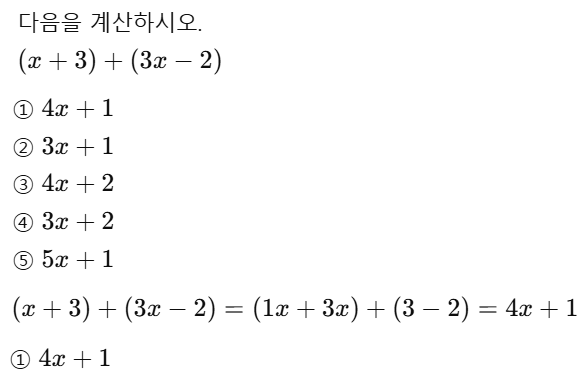 다음을 계산하시오.
(x + 3) + (3x − 2)
① 4x + 1
② 3x + 1
③ 4x + 2
④ 3x + 2
⑤ 5x + 1
(x + 3) + (3x − 2) = (1x + 3x) + (3 − 2) = 4x + 1
① 4x + 1